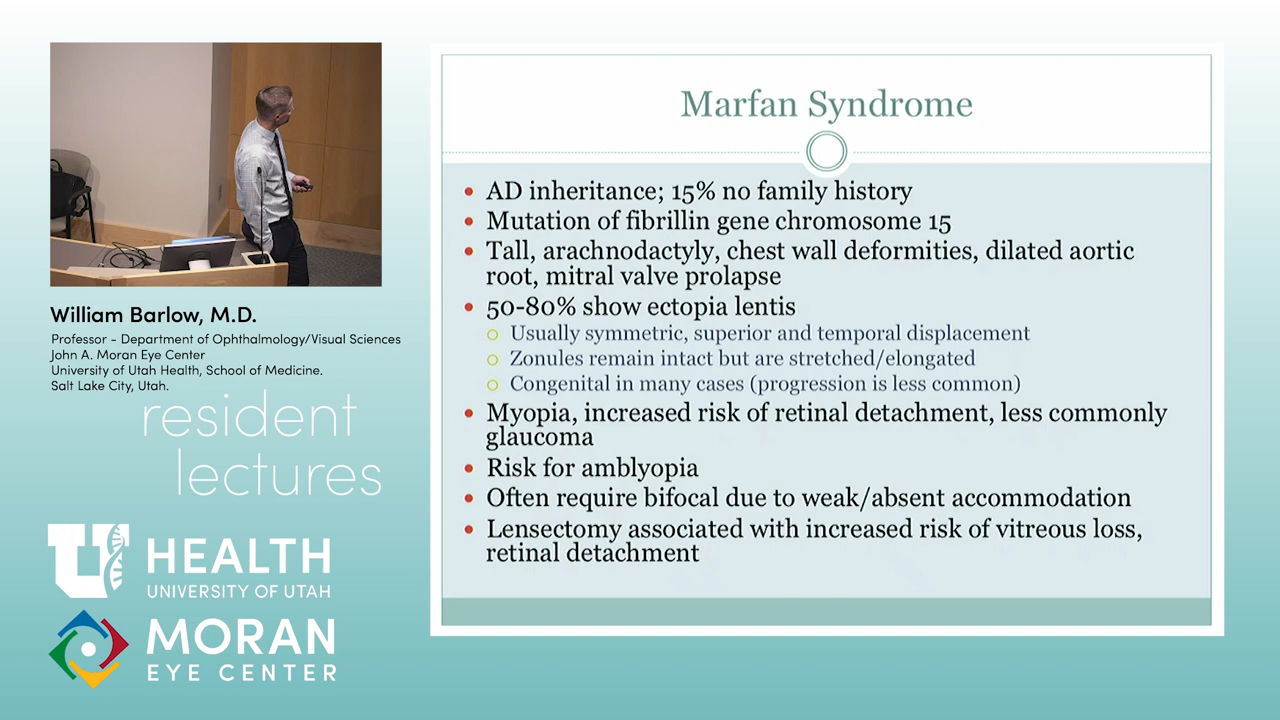 William Barlow, M.D.
Professor - Department of Ophthalmology/Visual Sciences
John A. Moran Eye Center
University of Utah Health, School of Medicine.
Salt Lake City, Utah.
resident
lectures
U
HEALTH
UNIVERSITY OF UTAH
MORAN
EYE CENTER
Marfan Syndrome
• AD inheritance; 15% no family history
• Mutation of fibrillin gene chromosome 15
• Tall, arachnodactyly, chest wall deformities, dilated aortic
root, mitral valve prolapse
• 50-80% show ectopia lentis
○ Usually symmetric, superior and temporal displacement
○ Zonules remain intact but are stretched/elongated
○ Congenital in many cases (progression is less common)
• Myopia, increased risk of retinal detachment, less commonly
glaucoma
• Risk for amblyopia
• Often require bifocal due to weak/absent accommodation
• Lensectomy associated with increased risk of vitreous loss,
retinal detachment